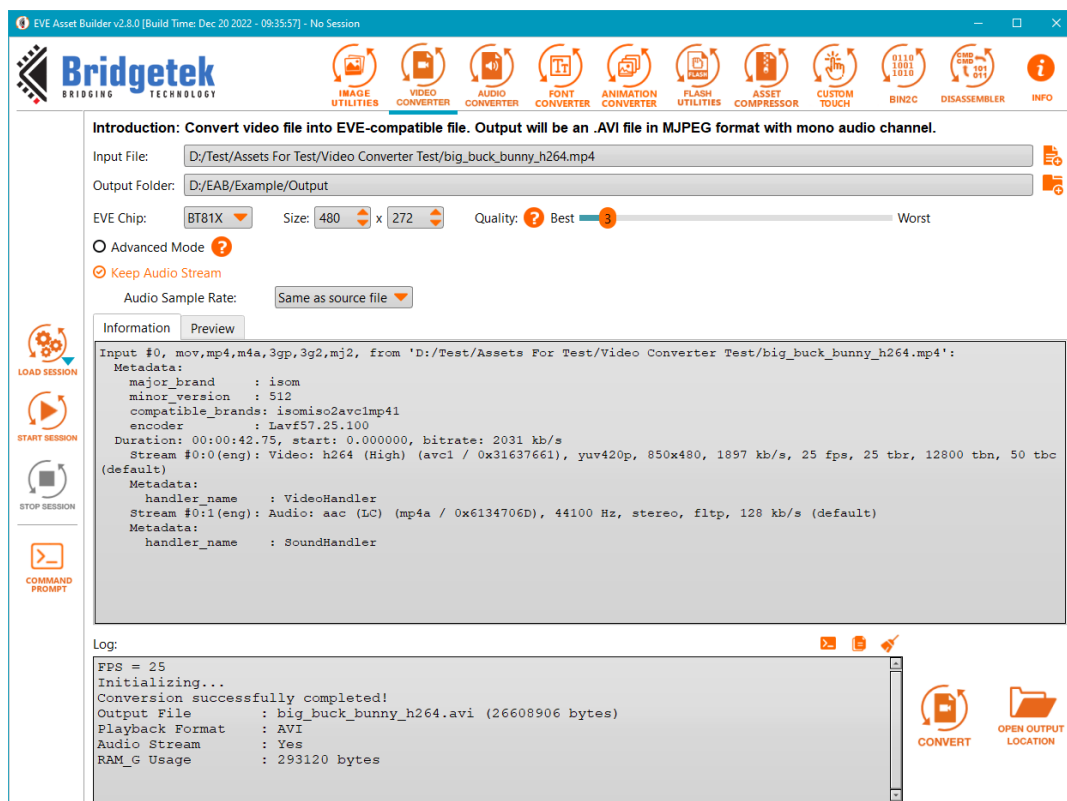 EVE Asset Builder v2.8.0 [Build Time: Dec 20 2022 - 09:35:57] - No Session
Bridgetek
BRIDGING TECHNOLOGY
IMAGE UTILITIES
VIDEO CONVERTER
AUDIO CONVERTER
FONT CONVERTER
ANIMATION CONVERTER
FLASH
FLASH UTILITIES
ASSET COMPRESSOR
CUSTOM TOUCH
0110
1001
1010
BIN2C
CMD
CMD
101
011
DISASSEMBLER
INFO
Introduction: Convert video file into EVE-compatible file. Output will be an .AVI file in MJPEG format with mono audio channel.
Input File: D:/Test/Assets For Test/Video Converter Test/big_buck_bunny_h264.mp4
Output Folder: D:/EAB/Example/Output
EVE Chip: BT81X Size: 480 x 272 Quality: ? Best 3 Worst
Advanced Mode ?
Keep Audio Stream
Audio Sample Rate: Same as source file
Information Preview
Input #0, mov,mp4,m4a,3gp,3g2,mj2, from 'D:/Test/Assets For Test/Video Converter Test/big_buck_bunny_h264.mp4':
Metadata:
major_brand : isom
minor_version : 512
compatible_brands: isomiso2avc1mp41
encoder : Lavf57.25.100
Duration: 00:00:42.75, start: 0.000000, bitrate: 2031 kb/s
Stream #0:0(eng): Video: h264 (High) (avc1 / 0x31637661), yuv420p, 850x480, 1897 kb/s, 25 fps, 25 tbr, 12800 tbn, 50 tbc
(default)
Metadata:
handler_name : VideoHandler
Stream #0:1(eng): Audio: aac (LC) (mp4a / 0x6134706D), 44100 Hz, stereo, fltp, 128 kb/s (default)
Metadata:
handler_name : SoundHandler
LOAD SESSION
START SESSION
STOP SESSION
COMMAND
PROMPT
Log:
FPS = 25
Initializing...
Conversion successfully completed!
Output File : big_buck_bunny_h264.avi (26608906 bytes)
Playback Format : AVI
Audio Stream : Yes
RAM_G Usage : 293120 bytes
CONVERT
OPEN OUTPUT
LOCATION